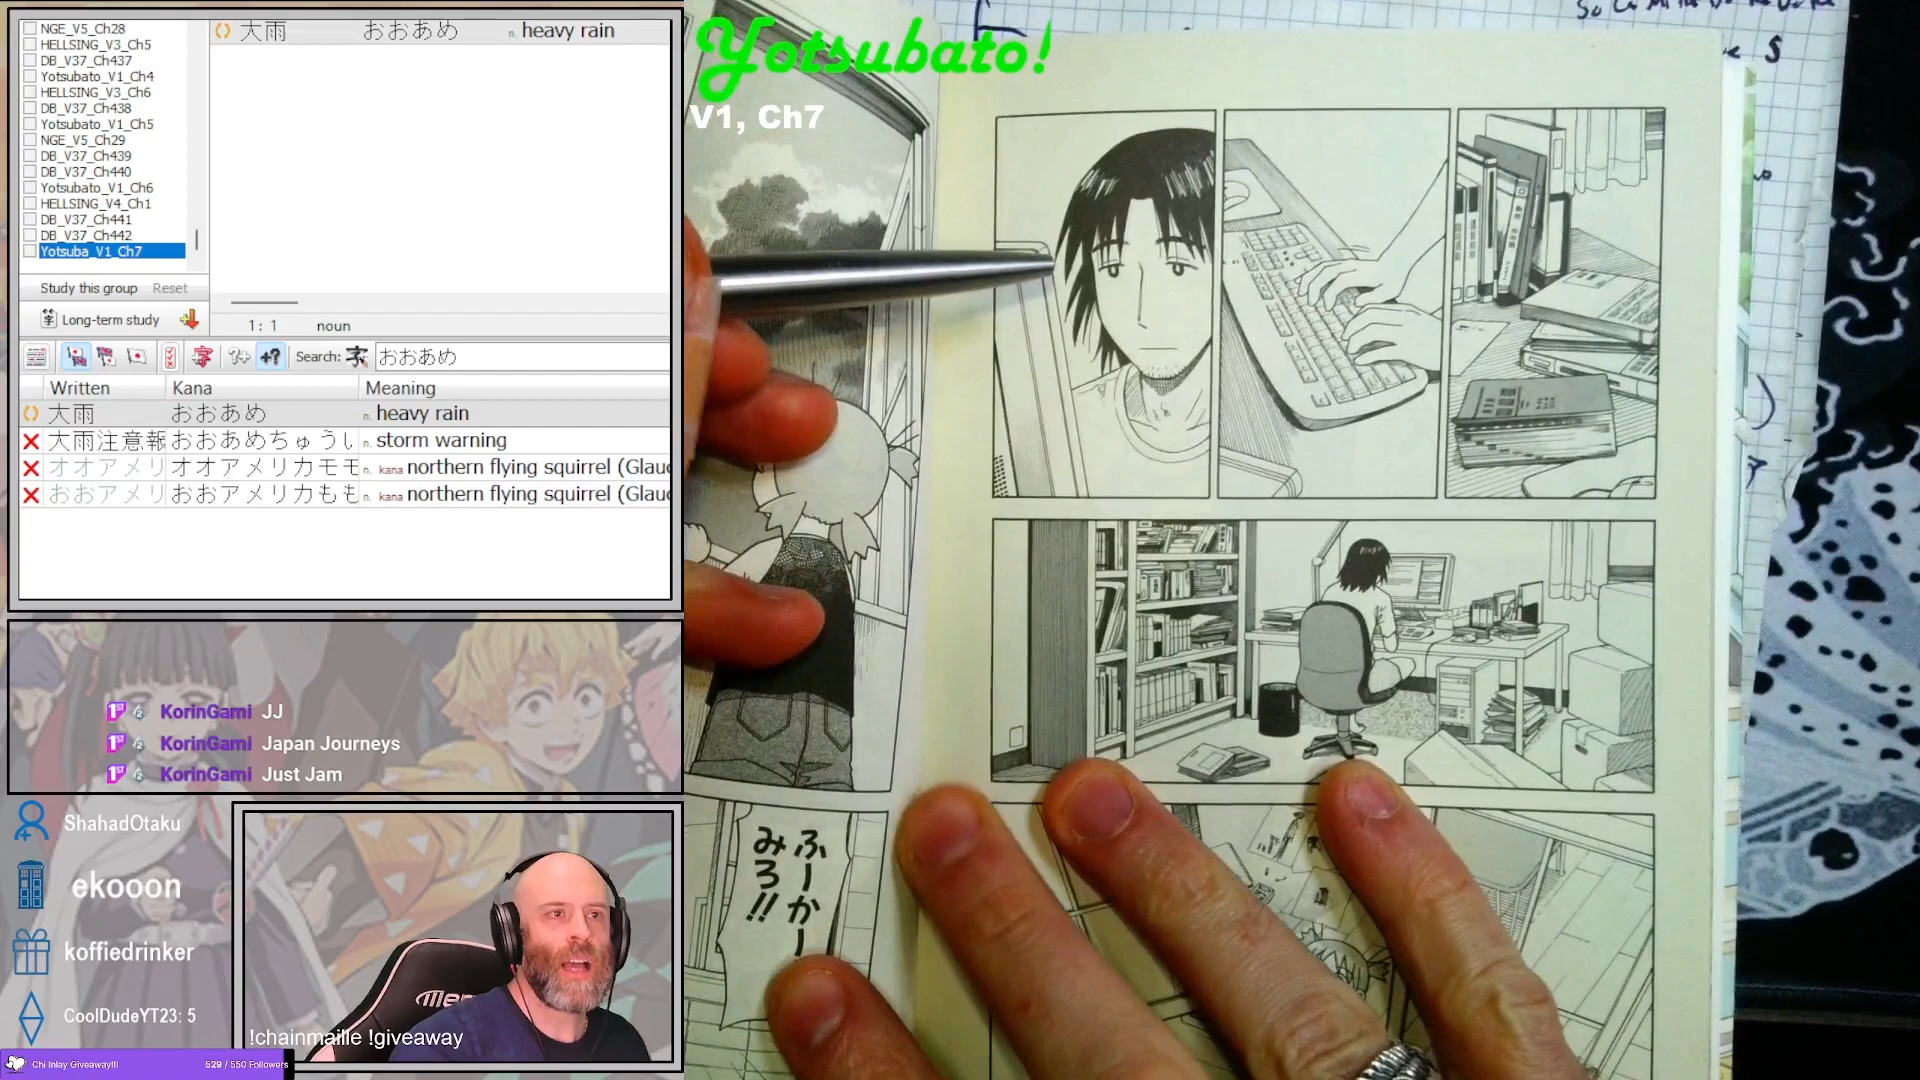 NGE_V5_Ch28
HELLSING_V3_Ch5
DB_V37_Ch437
Yotsubato_V1_Ch4
HELLSING_V3_Ch6
DB_V37_Ch438
Yotsubato_V1_Ch5
NGE_V5_Ch29
DB_V37_Ch439
DB_V37_Ch440
Yotsubato_V1_Ch6
HELLSING_V4_Ch1
DB_V37_Ch441
DB_V37_Ch442
Yotsuba_V1_Ch7
Study this group Reset
Long-term study
大雨 おおあめ n. heavy rain
1: 1 noun
Search: 字 おおあめ
Written Kana Meaning
大雨 おおあめ n. heavy rain
大雨注意報 おおあめちゅうい n. storm warning
オオアメリ オオアメリカモモ n. kana northern flying squirrel (Glauc
おおアメリ おおアメリカもも n. kana northern flying squirrel (Glauc
KorinGami JJ
KorinGami Japan Journeys
KorinGami Just Jam
ShahadOtaku
ekooon
koffiedrinker
CoolDudeYT23: 5
!chainmaille !giveaway
Chi Inlay Giveaway!!! 529 / 550 Followers
Yotsubato!
V1, Ch7
ふーかー
みろ!!